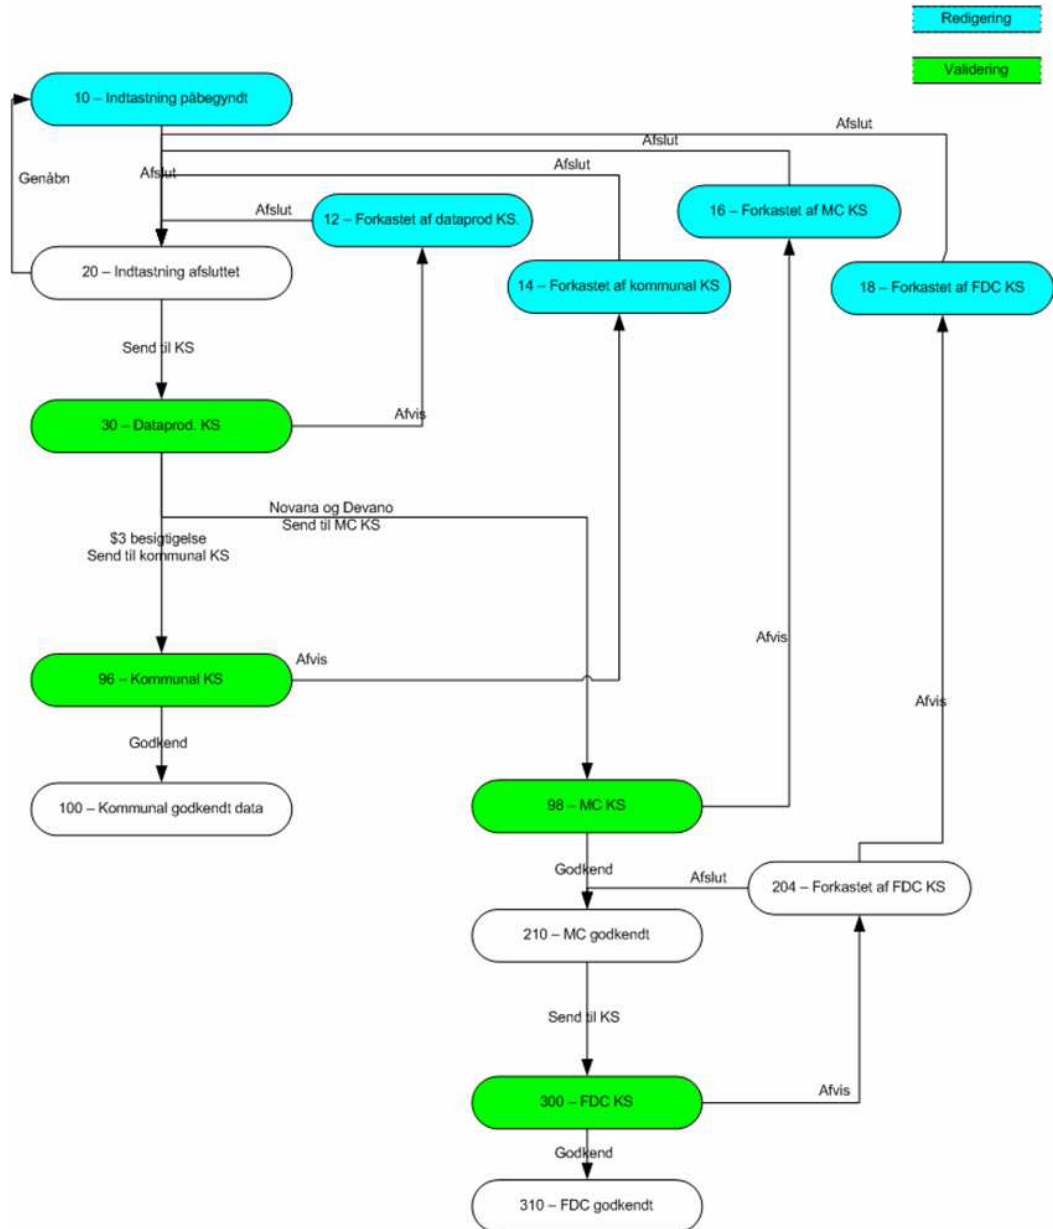 Redigering
Validering
10 – Indtastning påbegyndt
Afslut
Afslut
Afslut
Afslut
Genåbn
Afslut
12 – Forkastet af dataprod KS.
16 – Forkastet af MC KS
20 – Indtastning afsluttet
14 – Forkastet af kommunal KS
18 – Forkastet af FDC KS
Send til KS
30 – Dataprod. KS
Afvis
Novana og Devano
Send til MC KS
$3 besigtigelse
Send til kommunal KS
Afvis
96 – Kommunal KS
Afvis
Afvis
Godkend
100 – Kommunal godkendt data
98 – MC KS
Godkend
Afslut
204 – Forkastet af FDC KS
210 – MC godkendt
Send til KS
300 – FDC KS
Afvis
Godkend
310 – FDC godkendt